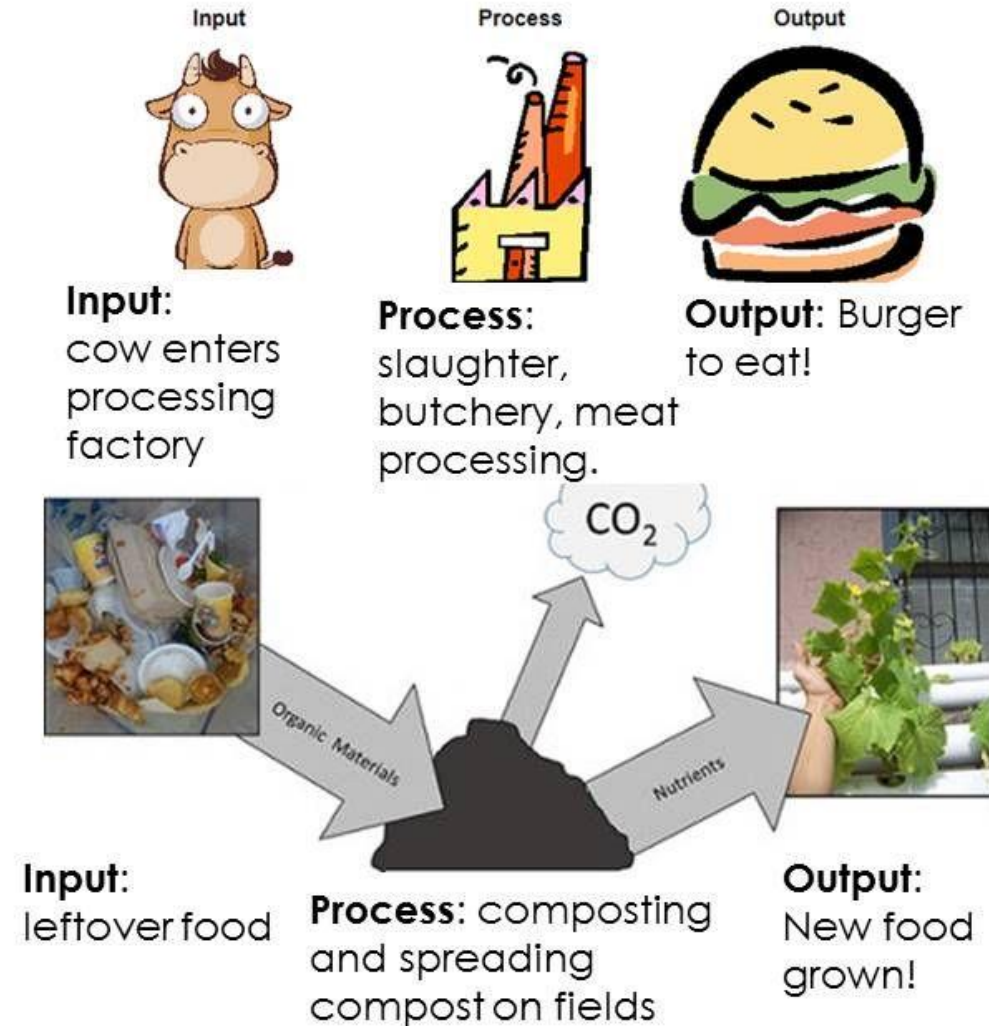 Input
Process
Output
Input:
cow enters
processing
factory
Process:
slaughter,
butchery, meat
processing.
Output: Burger
to eat!
CO₂
Organic Materials
Nutrients
Input:
leftover food
Process: composting
and spreading
compost on fields
Output:
New food
grown!